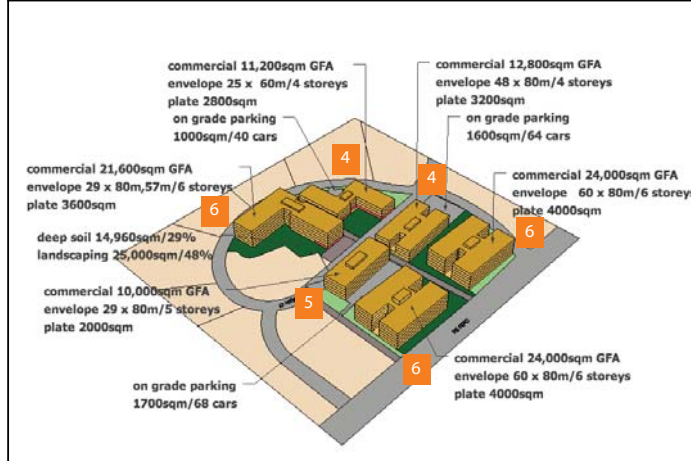 commercial 11,200sqm GFA
envelope 25 x 60m/4 storeys
plate 2800sqm
on grade parking
1000sqm/40 cars
commercial 12,800sqm GFA
envelope 48 x 80m/4 storeys
plate 3200sqm
on grade parking
1600sqm/64 cars
commercial 21,600sqm GFA
envelope 29 x 80m,57m/6 storeys
plate 3600sqm
commercial 24,000sqm GFA
envelope 60 x 80m/6 storeys
plate 4000sqm
4
4
6
6
deep soil 14,960sqm/29%
landscaping 25,000sqm/48%
commercial 10,000sqm GFA
envelope 29 x 80m/5 storeys
plate 2000sqm
5
6
commercial 24,000sqm GFA
envelope 60 x 80m/6 storeys
plate 4000sqm
on grade parking
1700sqm/68 cars